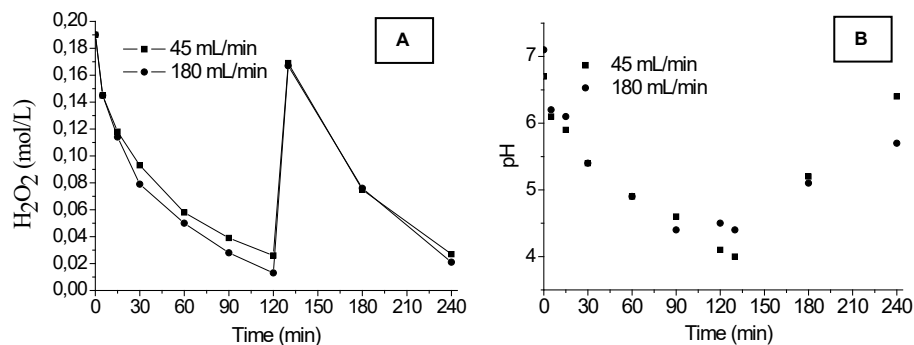 A
45 mL/min
180 mL/min
H₂O₂ (mol/L)
0,20
0,18
0,16
0,14
0,12
0,10
0,08
0,06
0,04
0,02
0,00
0 30 60 90 120 150 180 210 240
Time (min)
B
45 mL/min
180 mL/min
pH
7
6
5
4
0 30 60 90 120 150 180 210 240
Time (min)